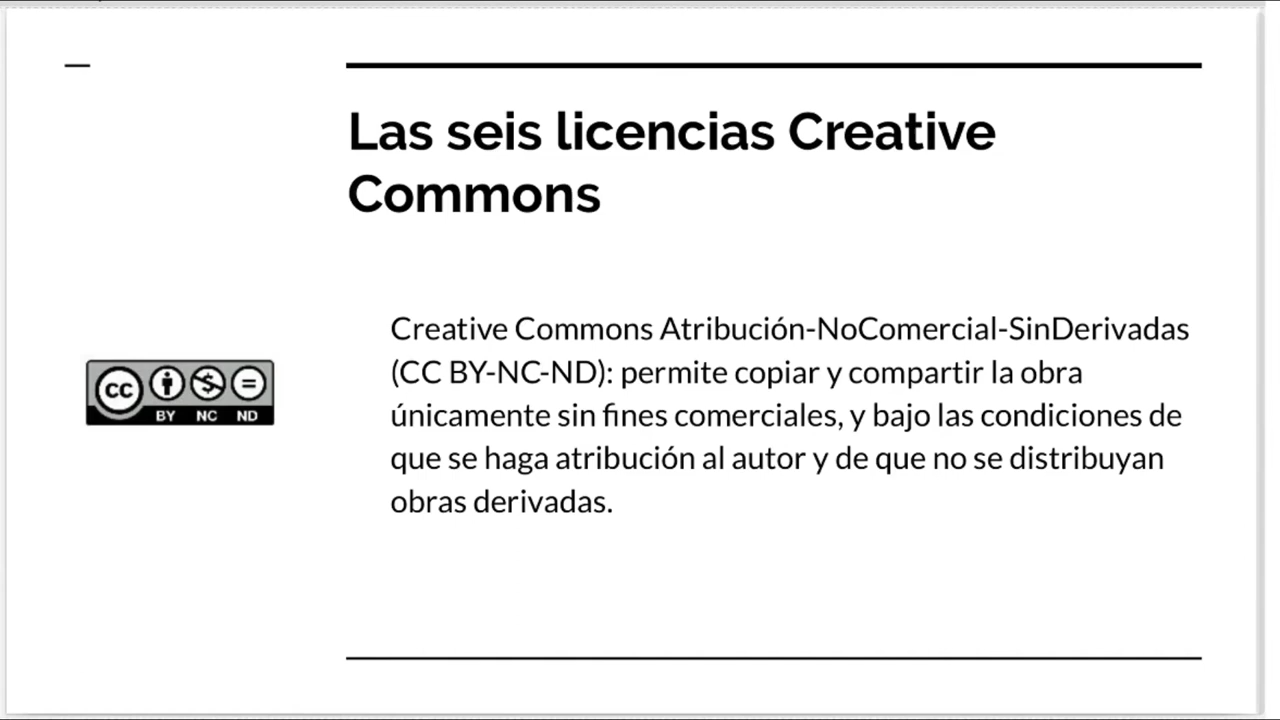 Las seis licencias Creative
Commons
Creative Commons Atribución-NoComercial-SinDerivadas
(CC BY-NC-ND): permite copiar y compartir la obra
únicamente sin fines comerciales, y bajo las condiciones de
que se haga atribución al autor y de que no se distribuyan
obras derivadas.
cc
BY NC ND